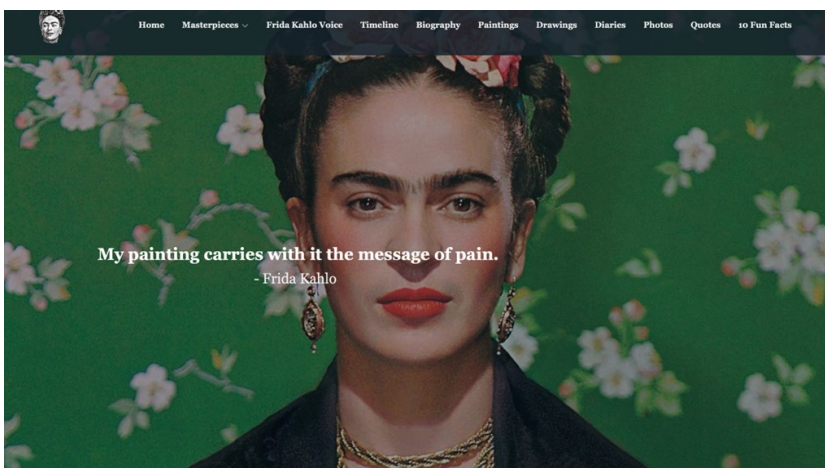 Home Masterpieces Frida Kahlo Voice Timeline Biography Paintings Drawings Diaries Photos Quotes 10 Fun Facts
My painting carries with it the message of pain.
- Frida Kahlo